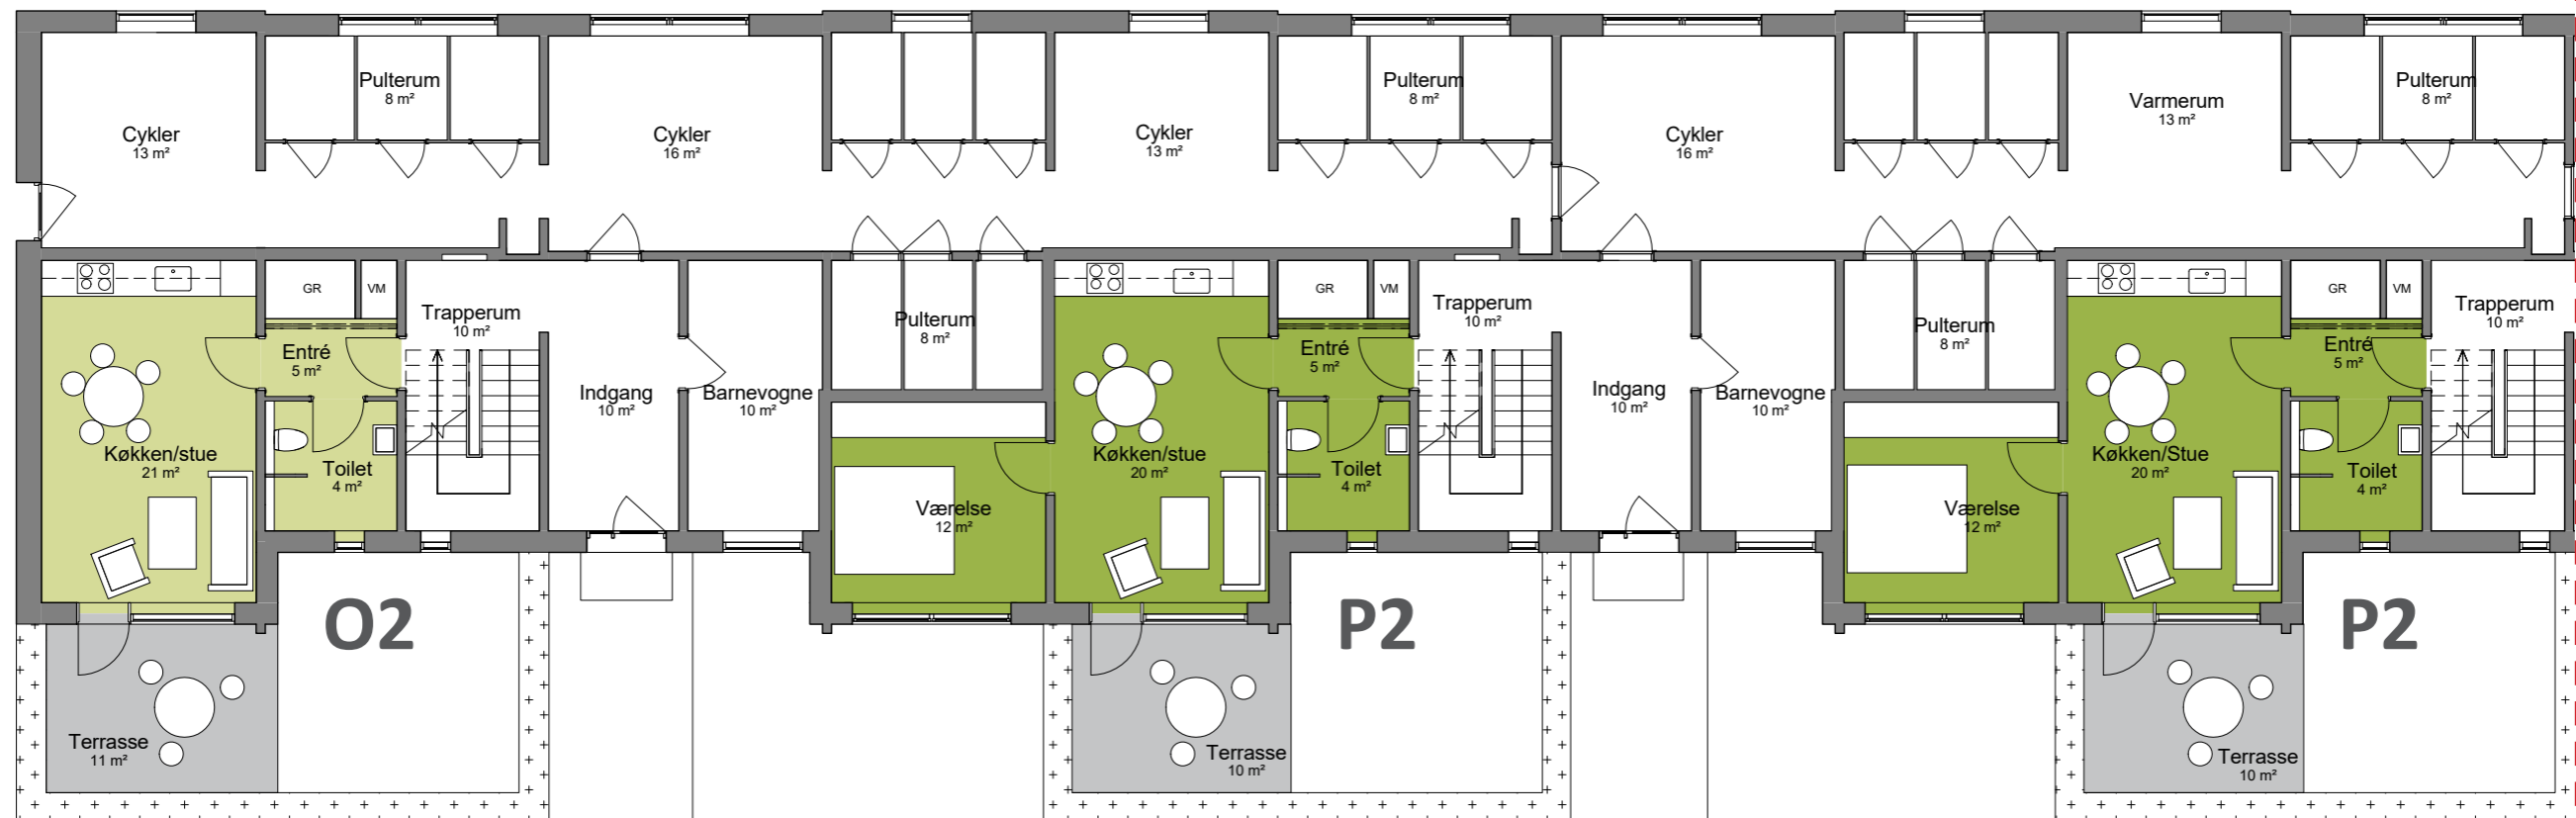 Cykler
13 m²
Pulterum
8 m²
Cykler
16 m²
Cykler
13 m²
Pulterum
8 m²
Cykler
16 m²
Varmerum
13 m²
Pulterum
8 m²
GR
VM
Trapperum
10 m²
Entré
5 m²
Køkken/stue
21 m²
Toilet
4 m²
Indgang
10 m²
Barnevogne
10 m²
Pulterum
8 m²
Værelse
12 m²
Køkken/stue
20 m²
GR
VM
Entré
5 m²
Toilet
4 m²
Trapperum
10 m²
Indgang
10 m²
Barnevogne
10 m²
Pulterum
8 m²
Værelse
12 m²
Køkken/Stue
20 m²
GR
VM
Entré
5 m²
Toilet
4 m²
Trapperum
10 m²
O2
P2
P2
Terrasse
11 m²
Terrasse
10 m²
Terrasse
10 m²